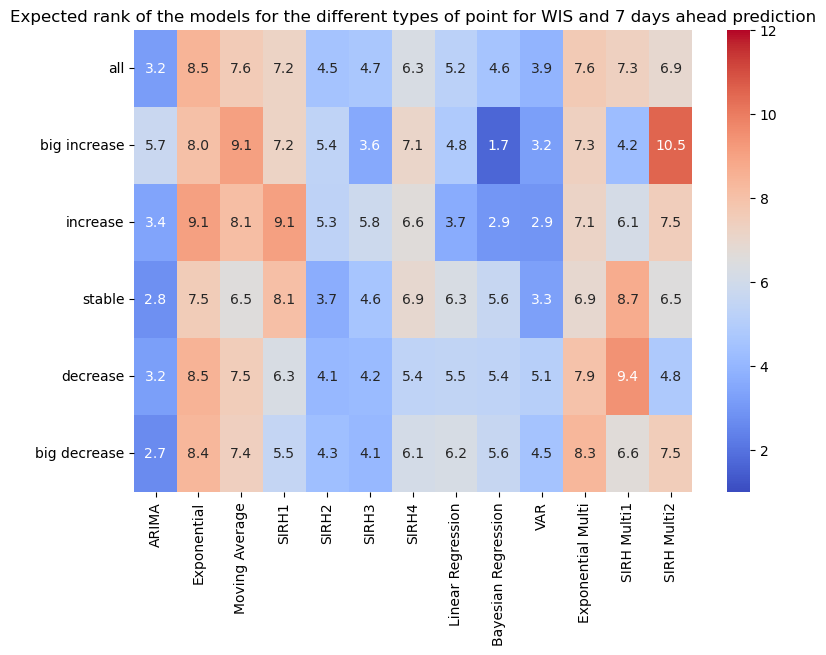 Expected rank of the models for the different types of point for WIS and 7 days ahead prediction
all 3.2 8.5 7.6 7.2 4.5 4.7 6.3 5.2 4.6 3.9 7.6 7.3 6.9
big increase 5.7 8.0 9.1 7.2 5.4 3.6 7.1 4.8 1.7 3.2 7.3 4.2 10.5
increase 3.4 9.1 8.1 9.1 5.3 5.8 6.6 3.7 2.9 2.9 7.1 6.1 7.5
stable 2.8 7.5 6.5 8.1 3.7 4.6 6.9 6.3 5.6 3.3 6.9 8.7 6.5
decrease 3.2 8.5 7.5 6.3 4.1 4.2 5.4 5.5 5.4 5.1 7.9 9.4 4.8
big decrease 2.7 8.4 7.4 5.5 4.3 4.1 6.1 6.2 5.6 4.5 8.3 6.6 7.5
ARIMA
Exponential
Moving Average
SIRH1
SIRH2
SIRH3
SIRH4
Linear Regression
Bayesian Regression
VAR
Exponential Multi
SIRH Multi1
SIRH Multi2
12
10
8
6
4
2